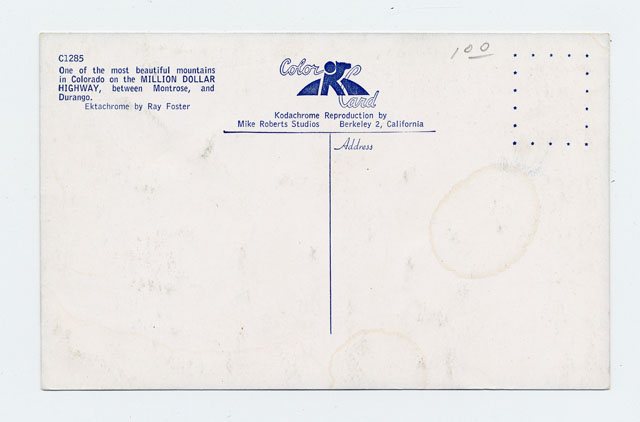 C1285
One of the most beautiful mountains
in Colorado on the MILLION DOLLAR
HIGHWAY, between Montrose, and
Durango.
Ektachrome by Ray Foster
Color
Card
Kodachrome Reproduction by
Mike Roberts Studios Berkeley 2, California
Address
100